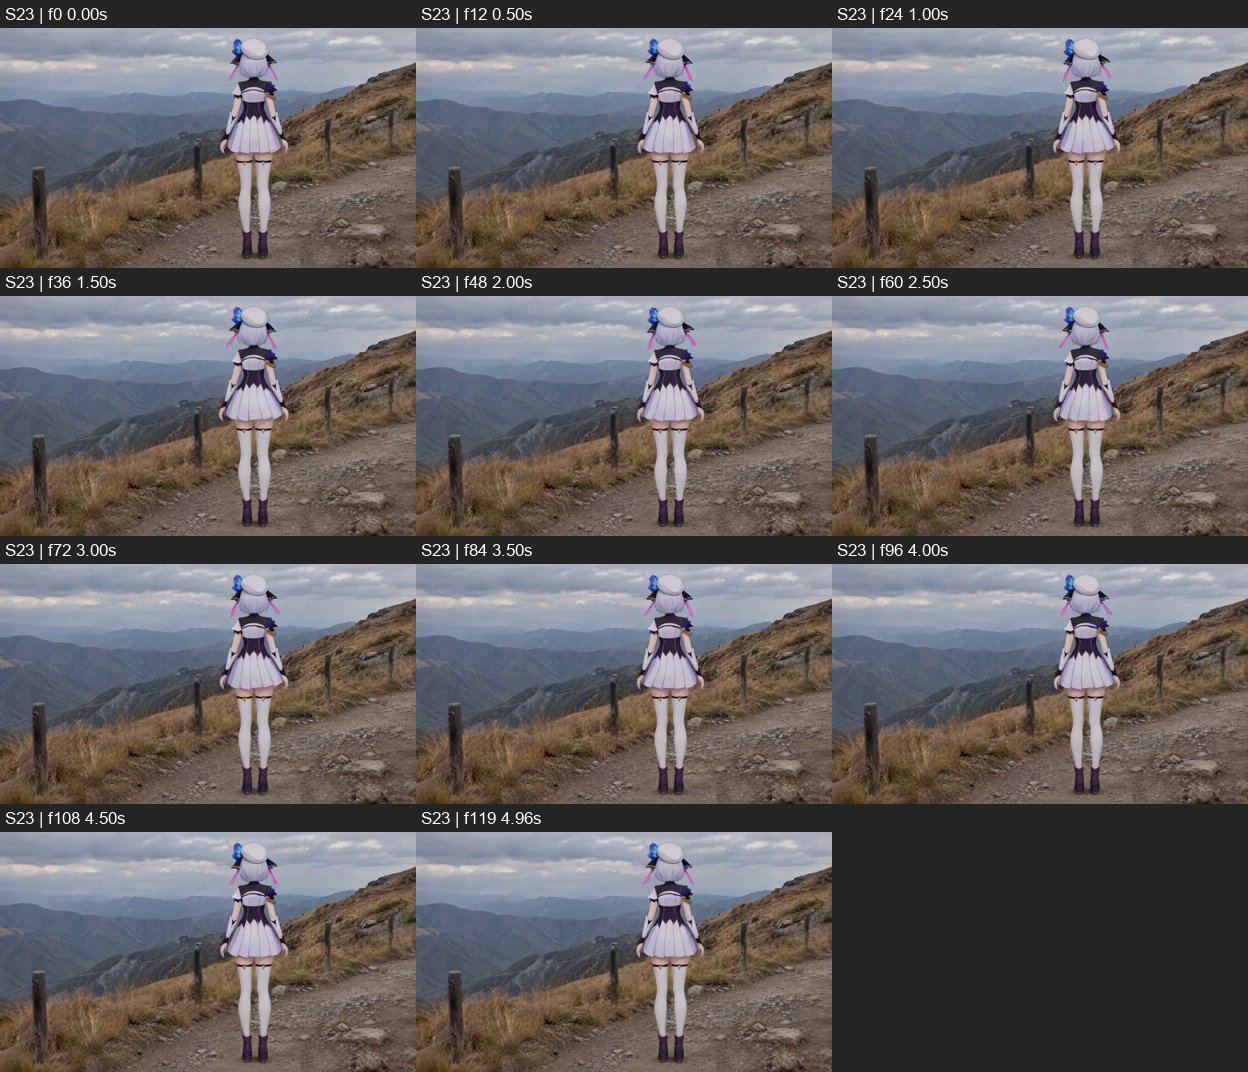 S23 | f0 0.00s
S23 | f12 0.50s
S23 | f24 1.00s
S23 | f36 1.50s
S23 | f48 2.00s
S23 | f60 2.50s
S23 | f72 3.00s
S23 | f84 3.50s
S23 | f96 4.00s
S23 | f108 4.50s
S23 | f119 4.96s